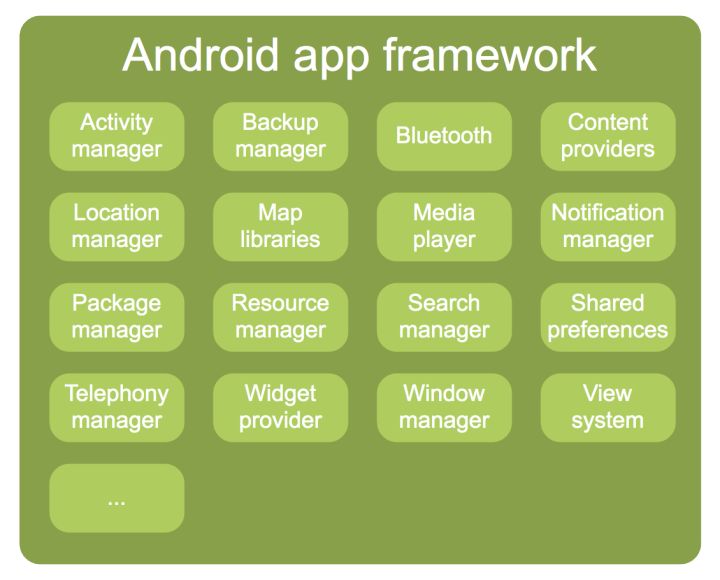 Android app framework
Activity
manager
Backup
manager
Bluetooth
Content
providers
Location
manager
Map
libraries
Media
player
Notification
manager
Package
manager
Resource
manager
Search
manager
Shared
preferences
Telephony
manager
Widget
provider
Window
manager
View
system
...